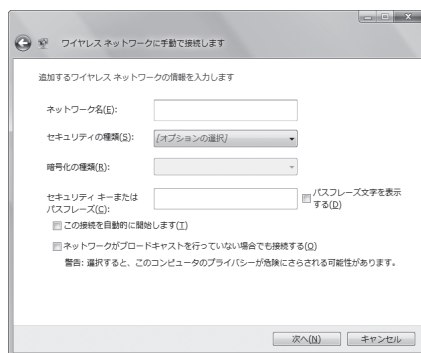 ワイヤレス ネットワークに手動で接続します
追加するワイヤレス ネットワークの情報を入力します
ネットワーク名(E):
セキュリティの種類(S): [オプションの選択]
暗号化の種類(R):
セキュリティ キーまたは
パスフレーズ(C):
パスフレーズ文字を表示
する(D)
この接続を自動的に開始します(T)
ネットワークがブロードキャストを行っていない場合でも接続する(O)
警告: 選択すると、このコンピュータのプライバシーが危険にさらされる可能性があります。
次へ(N) キャンセル